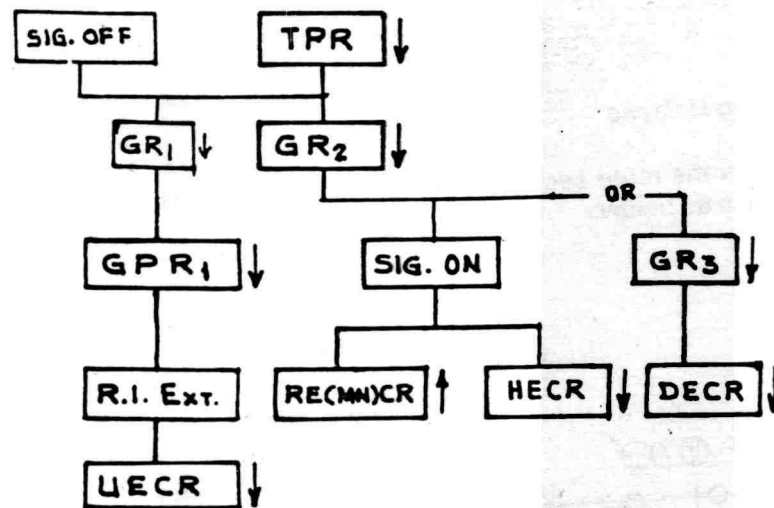 SIG. OFF
TPR ↓
GR₁ ↓
GR₂ ↓
OR
GPR₁ ↓
SIG. ON
GR₃ ↓
R.I. EXT.
RE(MN)CR ↑
HECR ↓
DECR ↓
UECR ↓